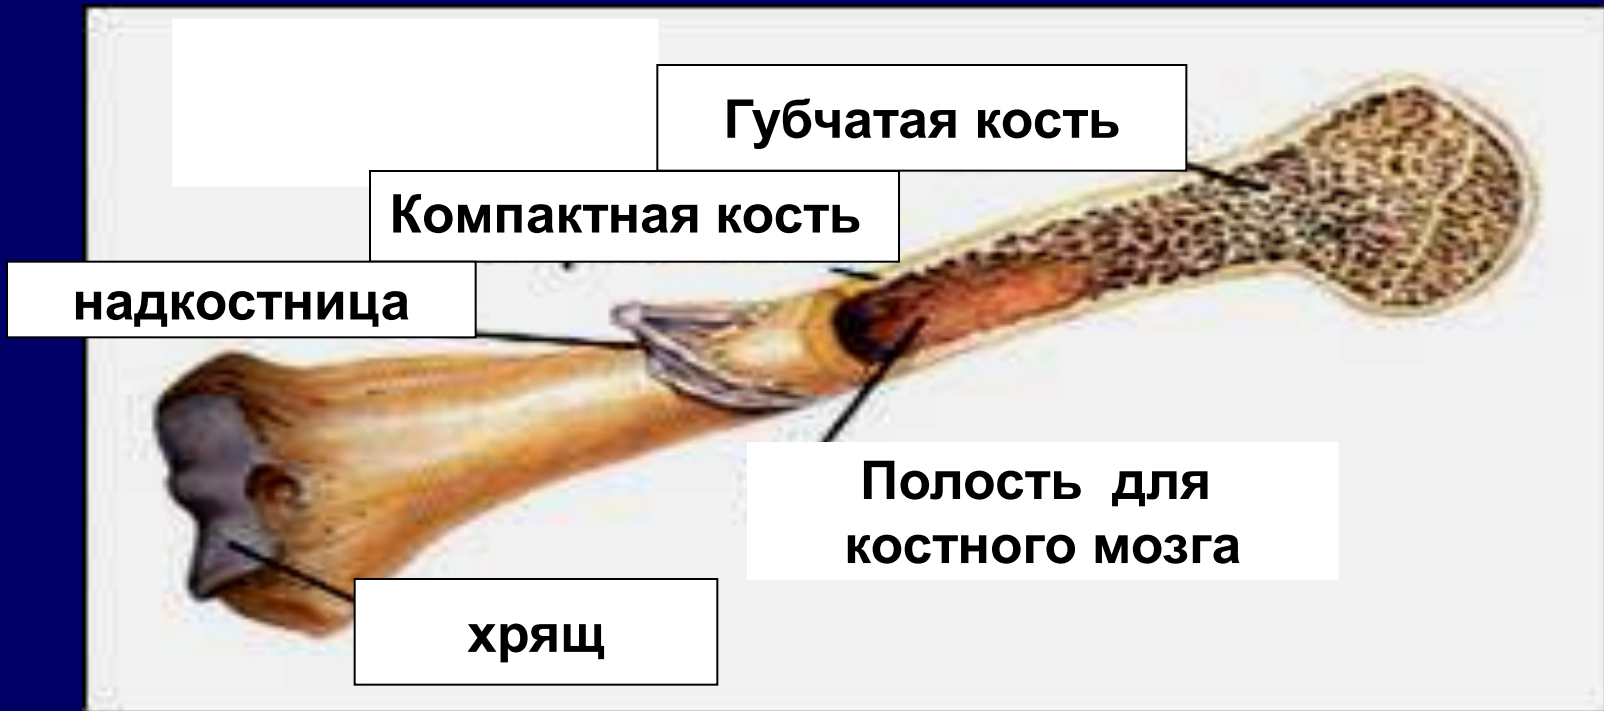 Губчатая кость
Компактная кость
надкостница
Полость для
костного мозга
хрящ